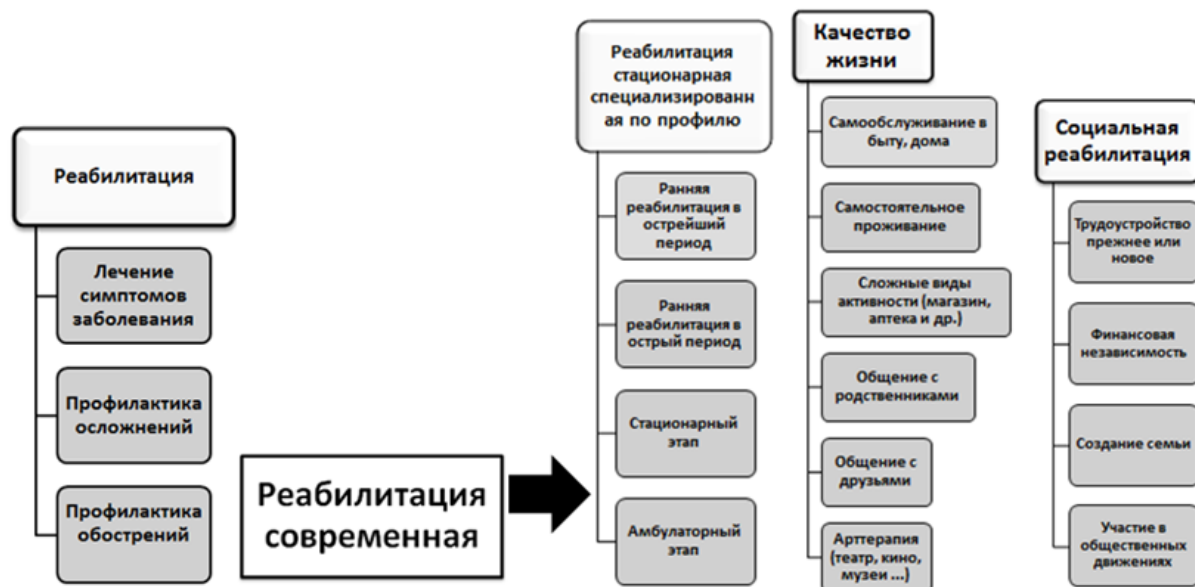 Реабилитация
Лечение
симптомов
заболевания
Профилактика
осложнений
Профилактика
обострений
Реабилитация
современная
Реабилитация
стационарная
специализированн
ая по профилю
Ранняя
реабилитация в
острейший
период
Ранняя
реабилитация в
острый период
Стационарный
этап
Амбулаторный
этап
Качество
жизни
Самообслуживание в
быту, дома
Самостоятельное
проживание
Сложные виды
активности (магазин,
аптека и др.)
Общение с
родственниками
Общение с
друзьями
Арттерапия
(театр, кино,
музеи ...)
Социальная
реабилитация
Трудоустройство
прежнее или
новое
Финансовая
независимость
Создание семьи
Участие в
общественных
движениях